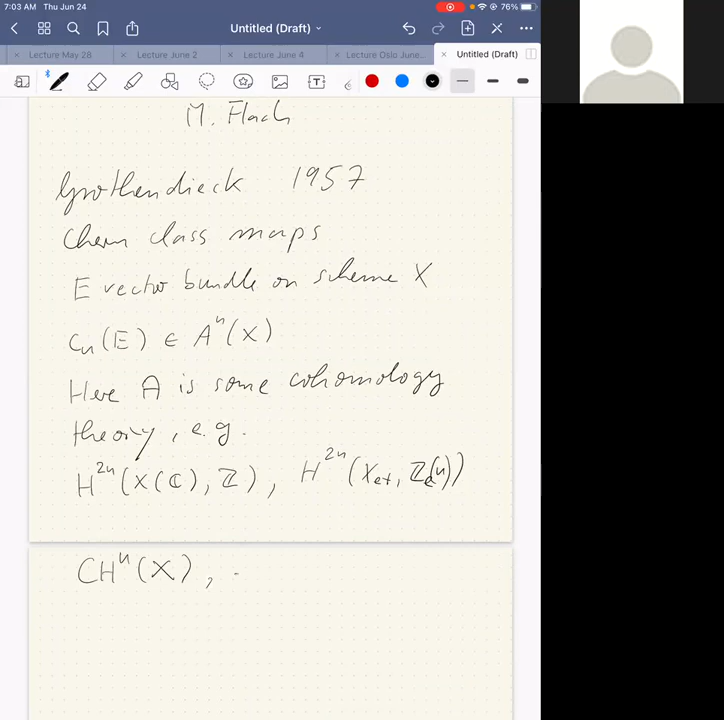 7:03 AM Thu Jun 24
76%
Untitled (Draft)
Lecture May 28
Lecture June 2
Lecture June 4
Lecture Oslo June...
Untitled (Draft)
M. Flach
Grothendieck 1957
Chern class maps
E vector bundle on scheme X
Cₙ(E) ∈ Aⁿ(X)
Here A is some cohomology
theory, e.g.
H²ⁿ(X(ℂ), ℤ), H²ⁿ(X_et, ℤ_ℓ(n))
CHⁿ(X), ·